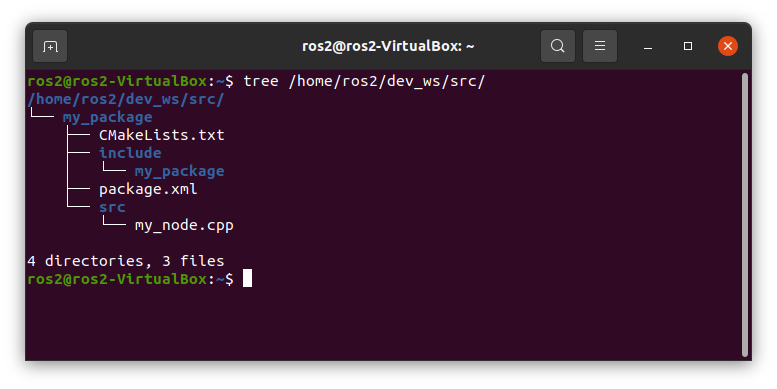 ros2@ros2-VirtualBox: ~
ros2@ros2-VirtualBox:~$ tree /home/ros2/dev_ws/src/
/home/ros2/dev_ws/src/
└── my_package
    ├── CMakeLists.txt
    ├── include
    │   └── my_package
    ├── package.xml
    └── src
        └── my_node.cpp
4 directories, 3 files
ros2@ros2-VirtualBox:~$